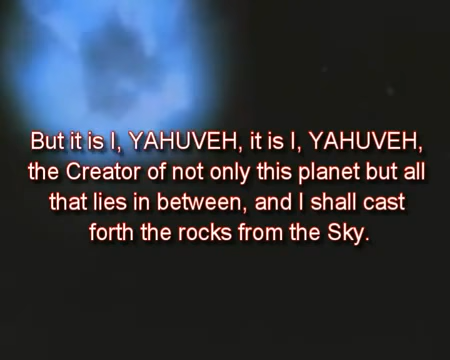 But it is I, YAHUVEH, it is I, YAHUVEH,
the Creator of not only this planet but all
that lies in between, and I shall cast
forth the rocks from the Sky.